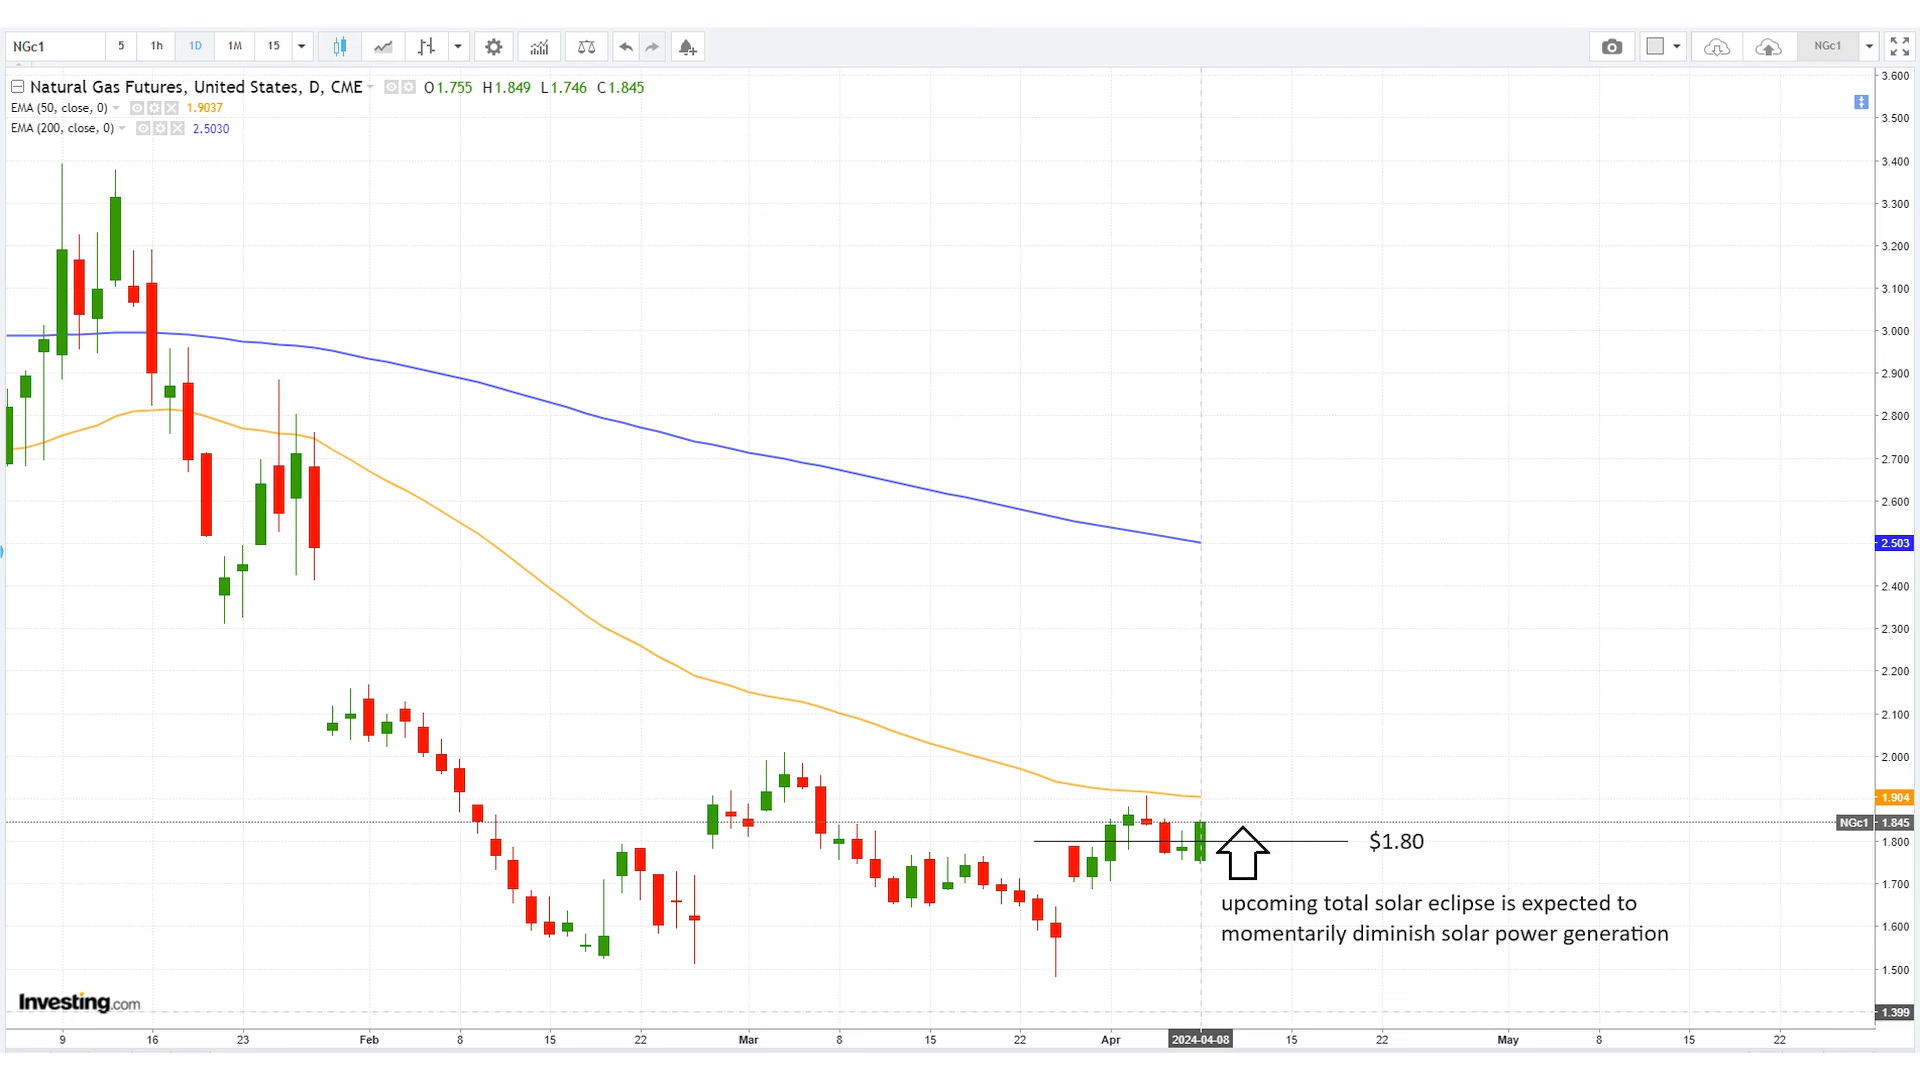 NGc1 5 1h 1D 1M 15 NGc1
Natural Gas Futures, United States, D, CME O1.755 H1.849 L1.746 C1.845
EMA (50, close, 0) 1.9037
EMA (200, close, 0) 2.5030
3.600
3.500
3.400
3.300
3.200
3.100
3.000
2.900
2.800
2.700
2.600
2.503
2.400
2.300
2.200
2.100
2.000
1.904
NGc1 1.845
1.800
1.700
1.600
1.500
1.399
$1.80
upcoming total solar eclipse is expected to
momentarily diminish solar power generation
Investing.com
9 16 23 Feb 8 15 22 Mar 8 15 22 Apr 2024-04-08 15 22 May 8 15 22